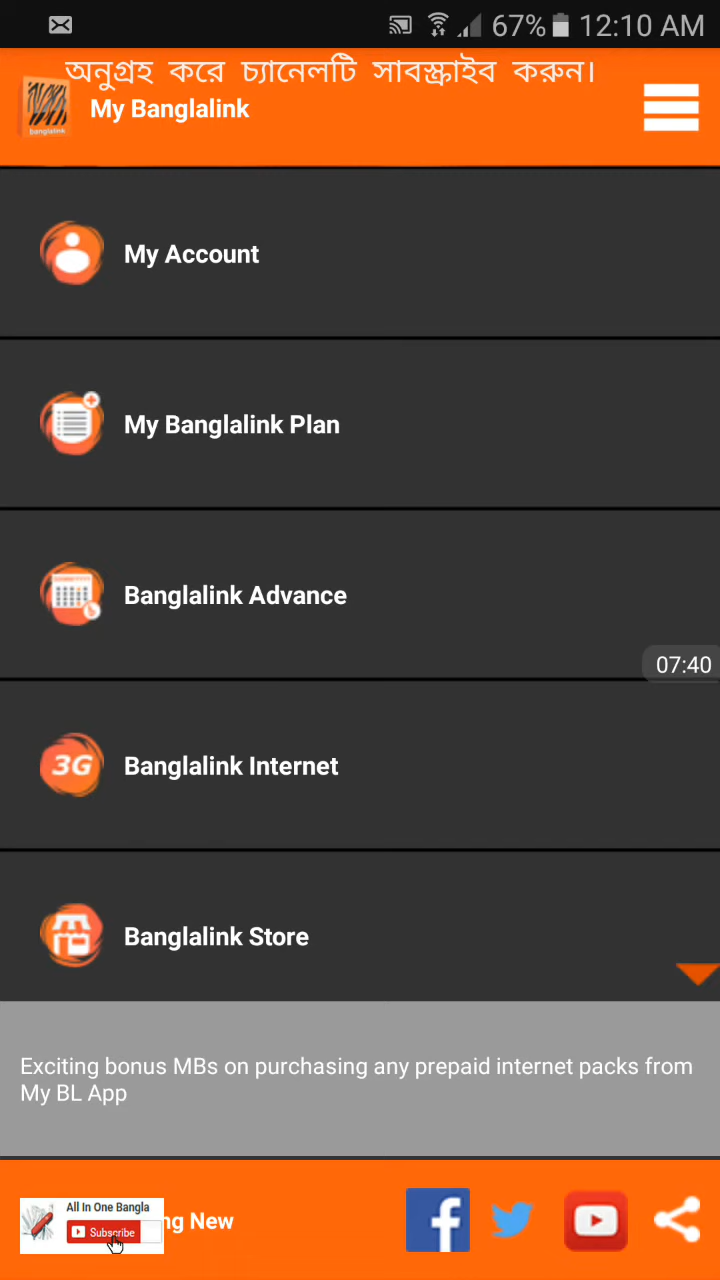 67% 12:10 AM
অনুগ্রহ করে চ্যানেলটি সাবস্ক্রাইব করুন।
banglalink
My Banglalink
My Account
My Banglalink Plan
Banglalink Advance
07:40
3G Banglalink Internet
Banglalink Store
Exciting bonus MBs on purchasing any prepaid internet packs from
My BL App
All In One Bangla
Subscribe
ng New